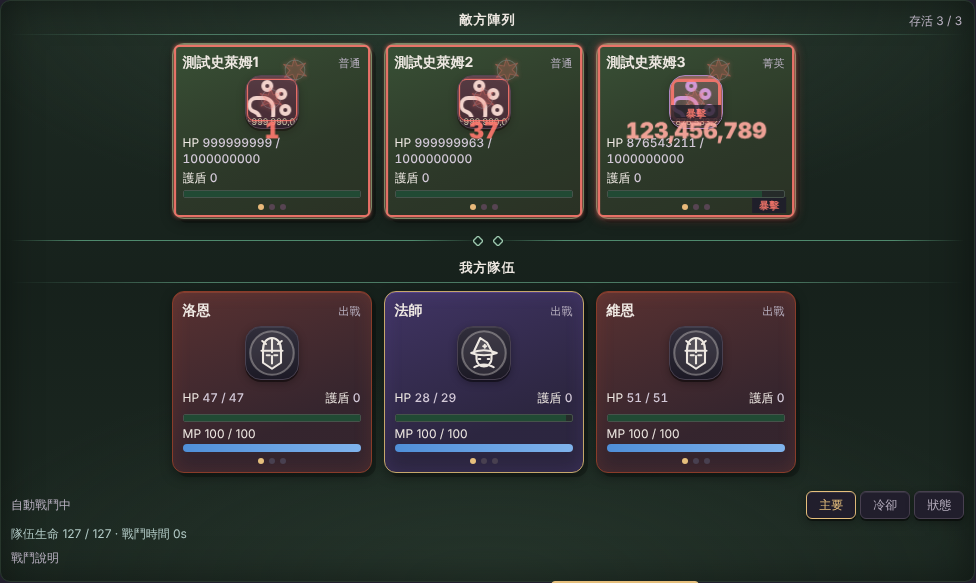 敵方陣列
存活 3 / 3
測試史萊姆1 普通
1
HP 999999999 /
1000000000
護盾 0
測試史萊姆2 普通
37
HP 999999963 /
1000000000
護盾 0
測試史萊姆3 菁英
暴擊
123,456,789
HP 876543211 /
1000000000
護盾 0
暴擊
我方隊伍
洛恩 出戰
HP 47 / 47 護盾 0
MP 100 / 100
法師 出戰
HP 28 / 29 護盾 0
MP 100 / 100
維恩 出戰
HP 51 / 51 護盾 0
MP 100 / 100
自動戰鬥中
主要 冷卻 狀態
隊伍生命 127 / 127 · 戰鬥時間 0s
戰鬥說明